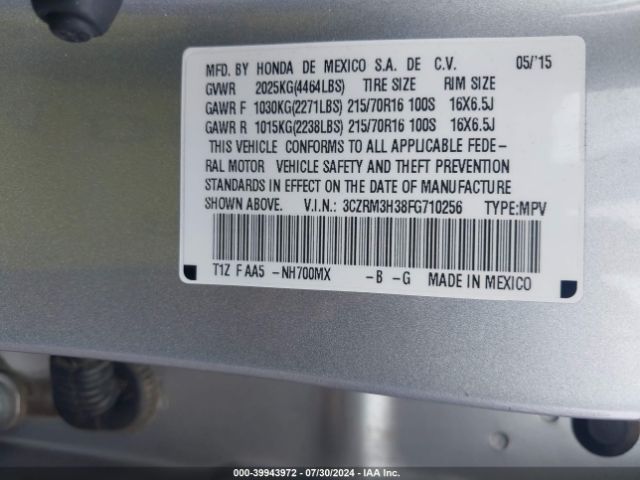 MFD. BY HONDA DE MEXICO S.A. DE C.V. 05/'15
GVWR 2025KG(4464LBS) TIRE SIZE RIM SIZE
GAWR F 1030KG(2271LBS) 215/70R16 100S 16X6.5J
GAWR R 1015KG(2238LBS) 215/70R16 100S 16X6.5J
THIS VEHICLE CONFORMS TO ALL APPLICABLE FEDE-
RAL MOTOR VEHICLE SAFETY AND THEFT PREVENTION
STANDARDS IN EFFECT ON THE DATE OF MANUFACTURE
SHOWN ABOVE. V.I.N.: 3CZRM3H38FG710256 TYPE:MPV
T1Z F AA5 -NH700MX -B -G MADE IN MEXICO
000-39943972 - 07/30/2024 - IAA Inc.